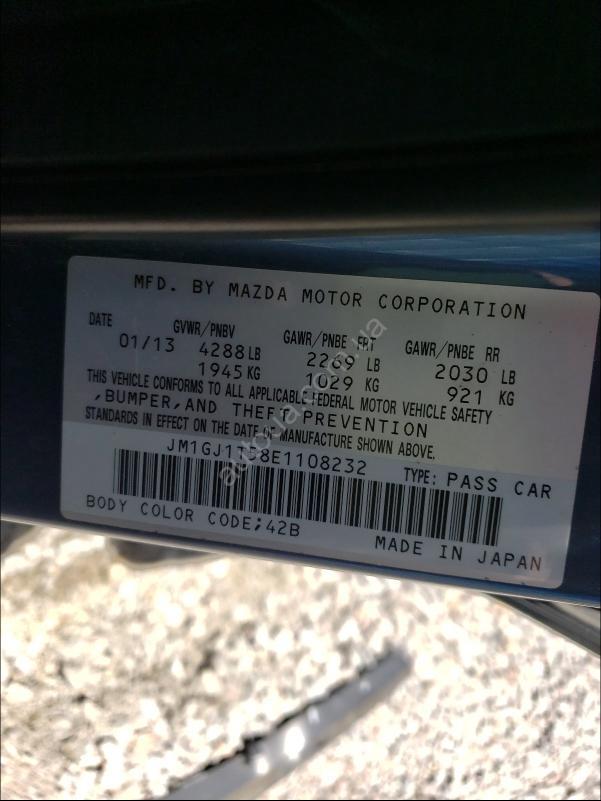 MFD. BY MAZDA MOTOR CORPORATION
DATE GVWR/PNBV GAWR/PNBE FRT GAWR/PNBE RR
01/13 4288 LB 2269 LB 2030 LB
1945 KG 1029 KG 921 KG
THIS VEHICLE CONFORMS TO ALL APPLICABLE FEDERAL MOTOR VEHICLE SAFETY
,BUMPER,AND THEFT PREVENTION
STANDARDS IN EFFECT ON THE DATE OF MANUFACTURE SHOWN ABOVE.
JM1GJ1T58E1108232 TYPE: PASS CAR
BODY COLOR CODE;42B MADE IN JAPAN
autoua.com.ua